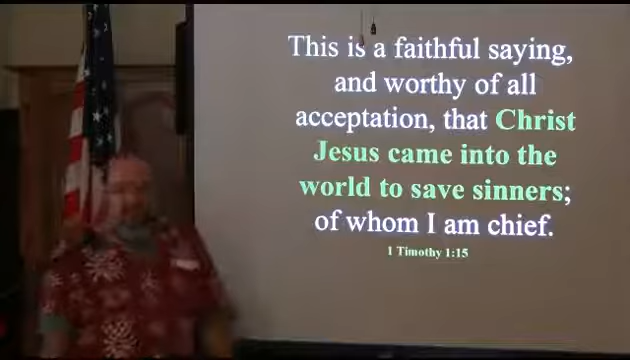 This is a faithful saying,
and worthy of all
acceptation, that Christ
Jesus came into the
world to save sinners;
of whom I am chief.
1 Timothy 1:15